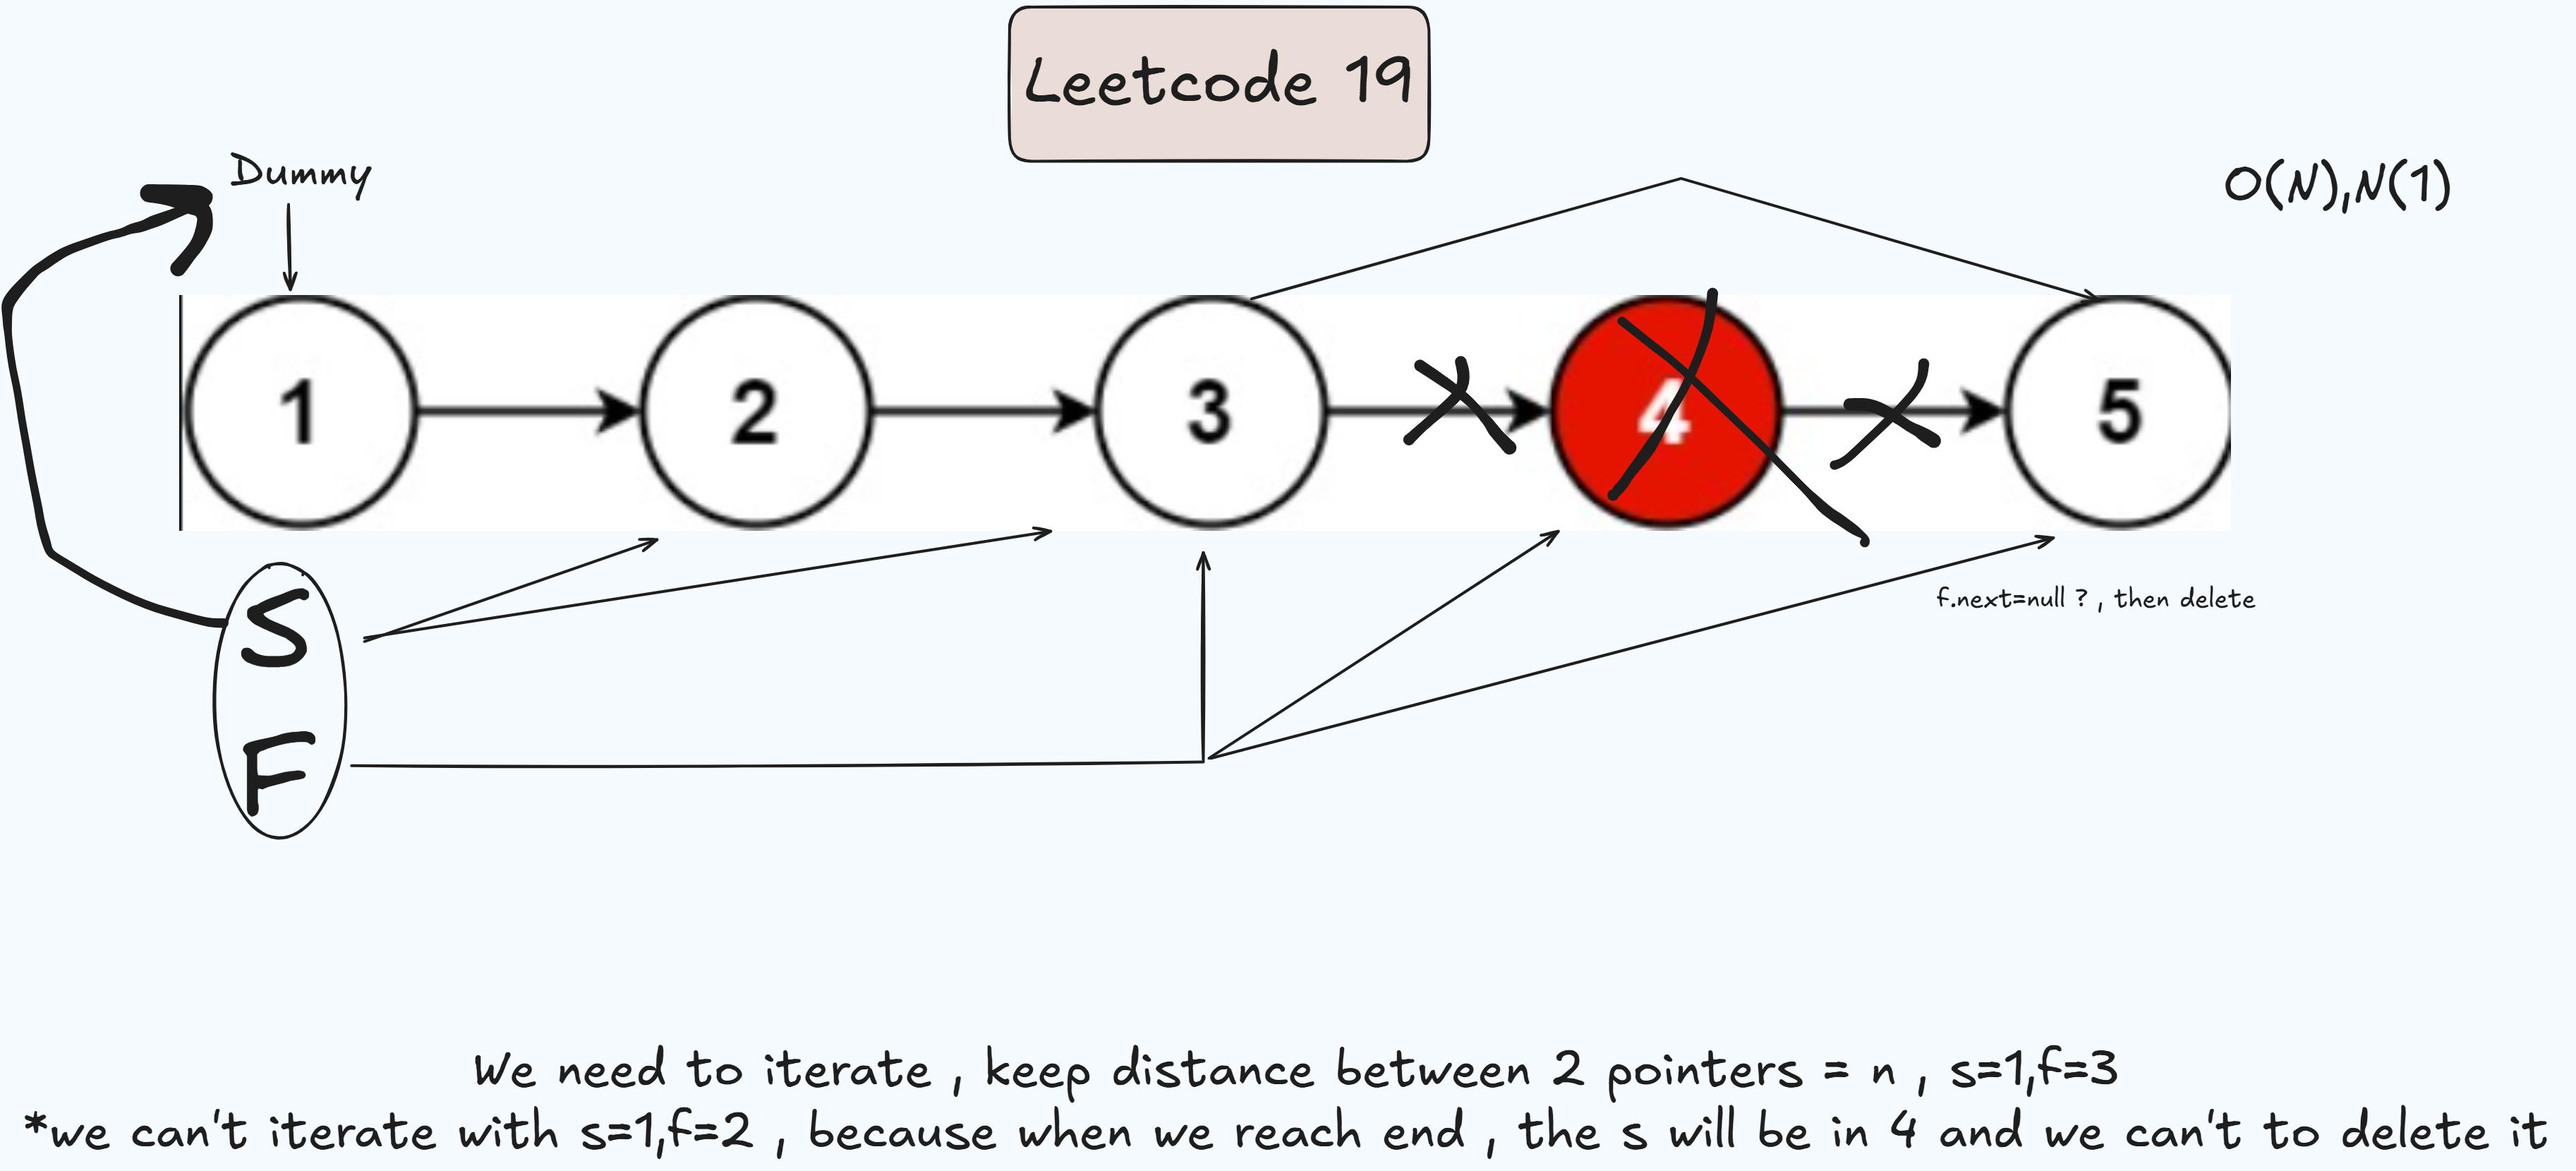 Leetcode 19
Dummy
O(N),N(1)
1 2 3 4 5
f.next=null ? , then delete
S
F
We need to iterate , keep distance between 2 pointers = n , s=1,f=3
*we can't iterate with s=1,f=2 , because when we reach end , the s will be in 4 and we can't to delete it